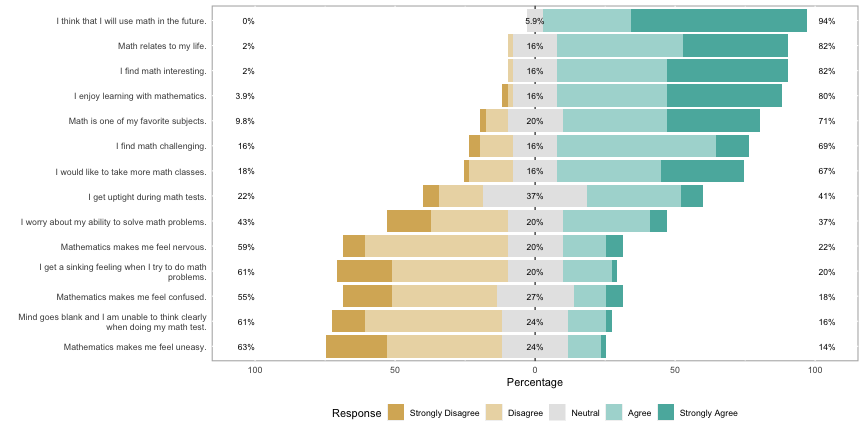 I think that I will use math in the future. 0% 5.9% 94%
Math relates to my life. 2% 16% 82%
I find math interesting. 2% 16% 82%
I enjoy learning with mathematics. 3.9% 16% 80%
Math is one of my favorite subjects. 9.8% 20% 71%
I find math challenging. 16% 16% 69%
I would like to take more math classes. 18% 16% 67%
I get uptight during math tests. 22% 37% 41%
I worry about my ability to solve math problems. 43% 20% 37%
Mathematics makes me feel nervous. 59% 20% 22%
I get a sinking feeling when I try to do math
problems. 61% 20% 20%
Mathematics makes me feel confused. 55% 27% 18%
Mind goes blank and I am unable to think clearly
when doing my math test. 61% 24% 16%
Mathematics makes me feel uneasy. 63% 24% 14%
100 50 0 50 100
Percentage
Response Strongly Disagree Disagree Neutral Agree Strongly Agree